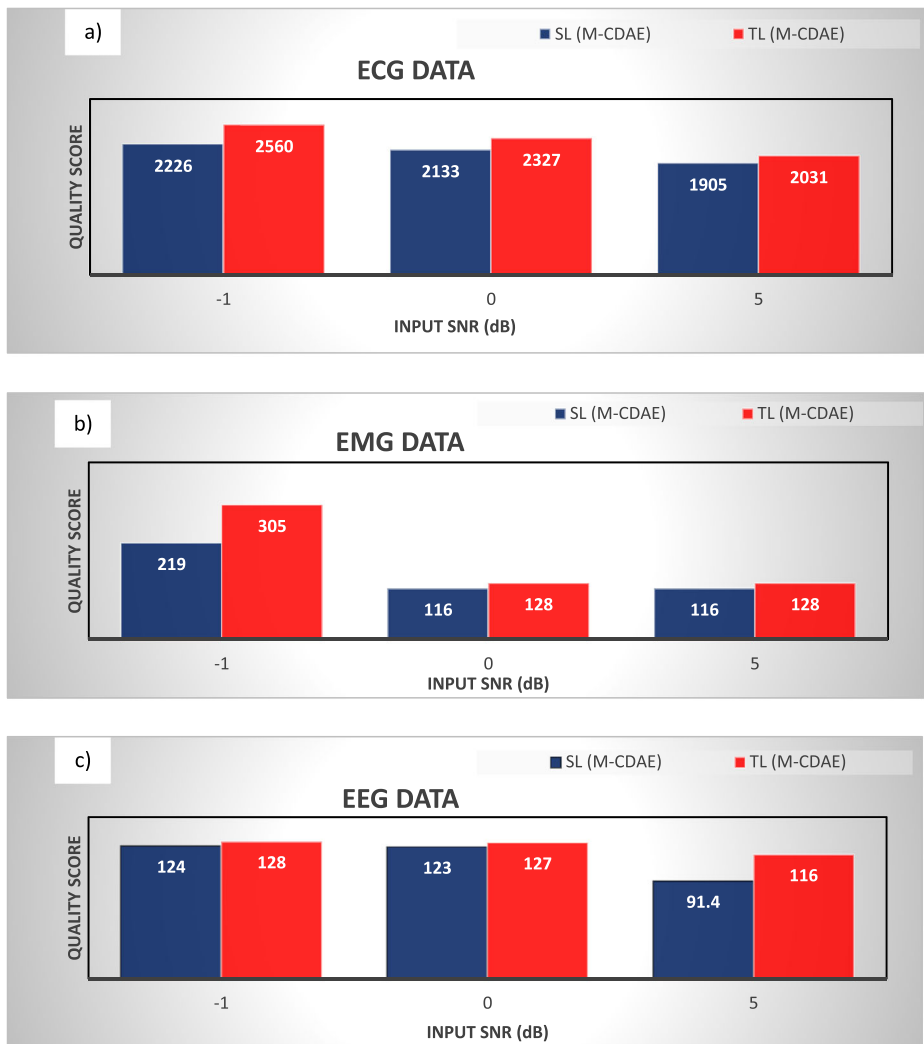 a)
SL (M-CDAE) TL (M-CDAE)
ECG DATA
QUALITY SCORE
2226 2560 2133 2327 1905 2031
-1 0 5
INPUT SNR (dB)
b)
SL (M-CDAE) TL (M-CDAE)
EMG DATA
QUALITY SCORE
219 305 116 128 116 128
-1 0 5
INPUT SNR (dB)
c)
SL (M-CDAE) TL (M-CDAE)
EEG DATA
QUALITY SCORE
124 128 123 127 91.4 116
-1 0 5
INPUT SNR (dB)